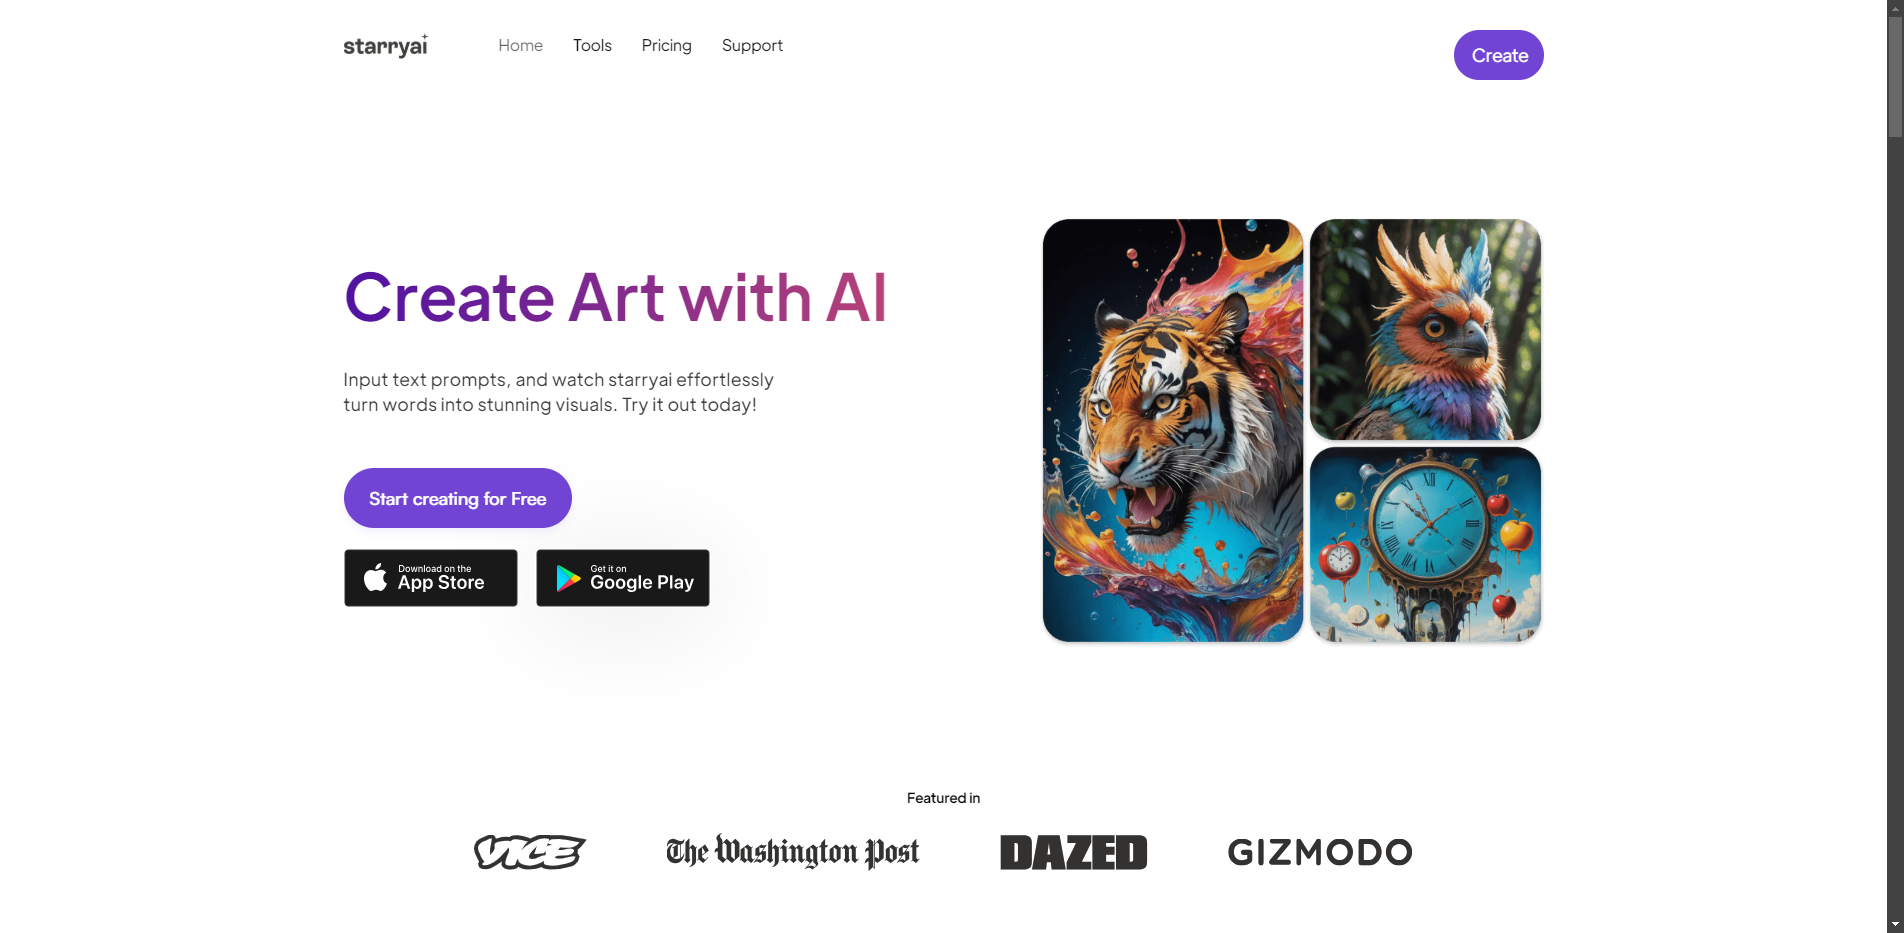 starryai
Home
Tools
Pricing
Support
Create
Create Art with AI
Input text prompts, and watch starryai effortlessly
turn words into stunning visuals. Try it out today!
Start creating for Free
Download on the
App Store
Get it on
Google Play
Featured in
VICE
The Washington Post
DAZED
GIZMODO